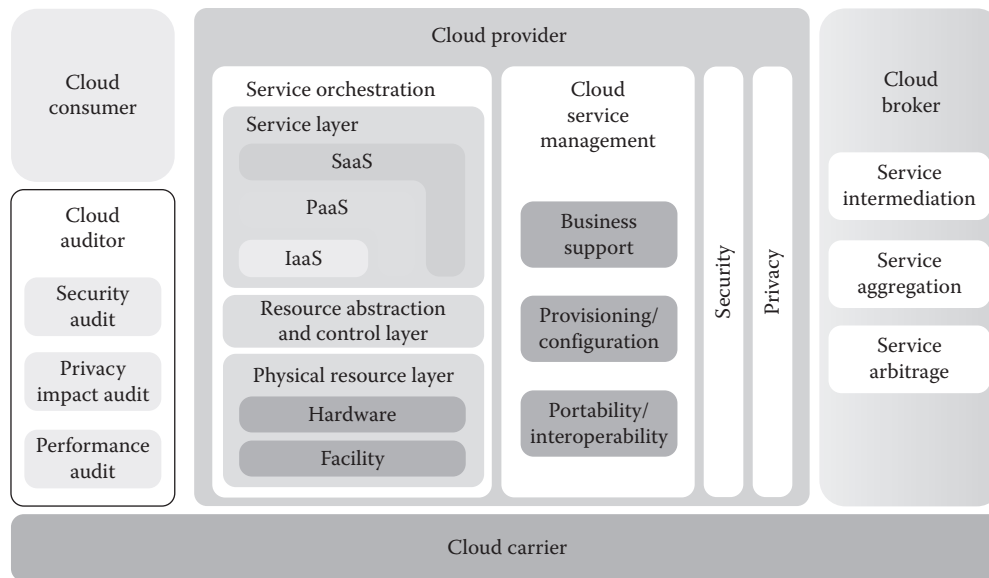 Cloud
consumer
Cloud
auditor
Security
audit
Privacy
impact audit
Performance
audit
Cloud provider
Service orchestration
Service layer
SaaS
PaaS
IaaS
Resource abstraction
and control layer
Physical resource layer
Hardware
Facility
Cloud
service
management
Business
support
Provisioning/
configuration
Portability/
interoperability
Security
Privacy
Cloud
broker
Service
intermediation
Service
aggregation
Service
arbitrage
Cloud carrier